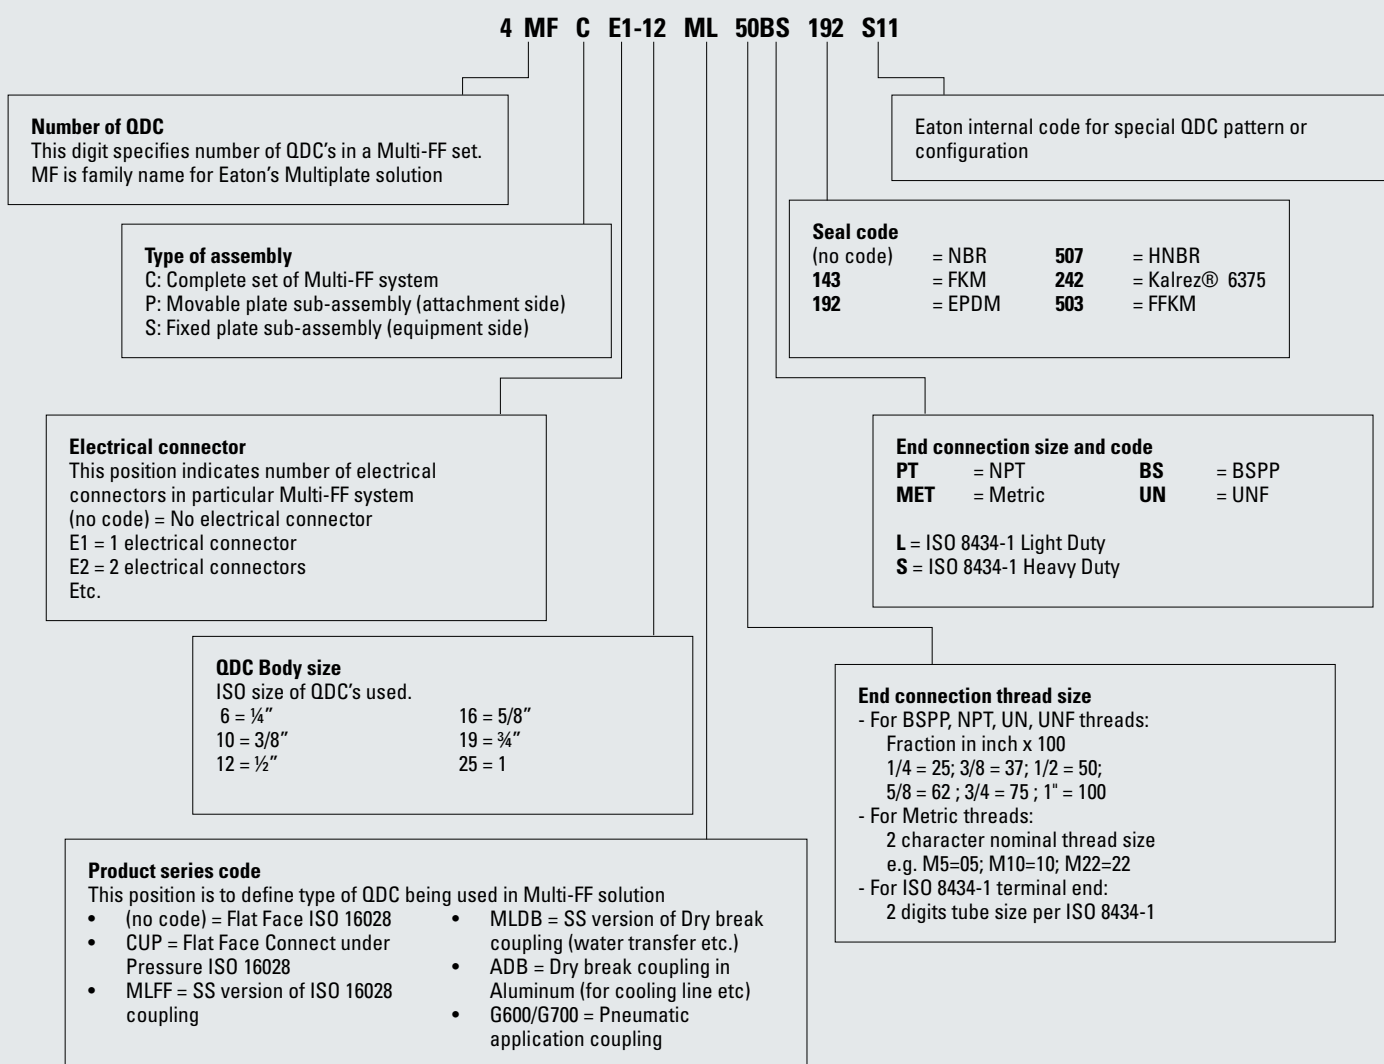 4 MF C E1-12 ML 50BS 192 S11
Number of QDC
This digit specifies number of QDC's in a Multi-FF set.
MF is family name for Eaton's Multiplate solution
Eaton internal code for special QDC pattern or
configuration
Type of assembly
C: Complete set of Multi-FF system
P: Movable plate sub-assembly (attachment side)
S: Fixed plate sub-assembly (equipment side)
Seal code
(no code) = NBR 507 = HNBR
143 = FKM 242 = Kalrez® 6375
192 = EPDM 503 = FFKM
Electrical connector
This position indicates number of electrical
connectors in particular Multi-FF system
(no code) = No electrical connector
E1 = 1 electrical connector
E2 = 2 electrical connectors
Etc.
End connection size and code
PT = NPT BS = BSPP
MET = Metric UN = UNF
L = ISO 8434-1 Light Duty
S = ISO 8434-1 Heavy Duty
QDC Body size
ISO size of QDC's used.
6 = ¼" 16 = 5/8"
10 = 3/8" 19 = ¾"
12 = ½" 25 = 1
End connection thread size
- For BSPP, NPT, UN, UNF threads:
Fraction in inch x 100
1/4 = 25; 3/8 = 37; 1/2 = 50;
5/8 = 62 ; 3/4 = 75 ; 1" = 100
- For Metric threads:
2 character nominal thread size
e.g. M5=05; M10=10; M22=22
- For ISO 8434-1 terminal end:
2 digits tube size per ISO 8434-1
Product series code
This position is to define type of QDC being used in Multi-FF solution
• (no code) = Flat Face ISO 16028
• CUP = Flat Face Connect under
Pressure ISO 16028
• MLFF = SS version of ISO 16028
coupling
• MLDB = SS version of Dry break
coupling (water transfer etc.)
• ADB = Dry break coupling in
Aluminum (for cooling line etc)
• G600/G700 = Pneumatic
application coupling